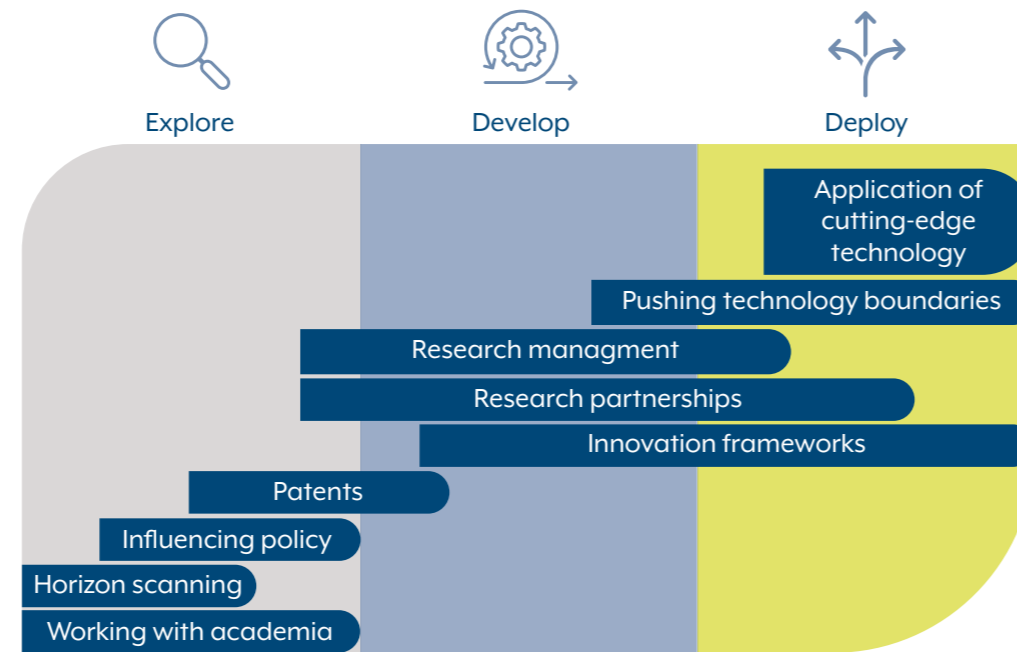 Explore
Develop
Deploy
Application of
cutting-edge
technology
Pushing technology boundaries
Research managment
Research partnerships
Innovation frameworks
Patents
Influencing policy
Horizon scanning
Working with academia